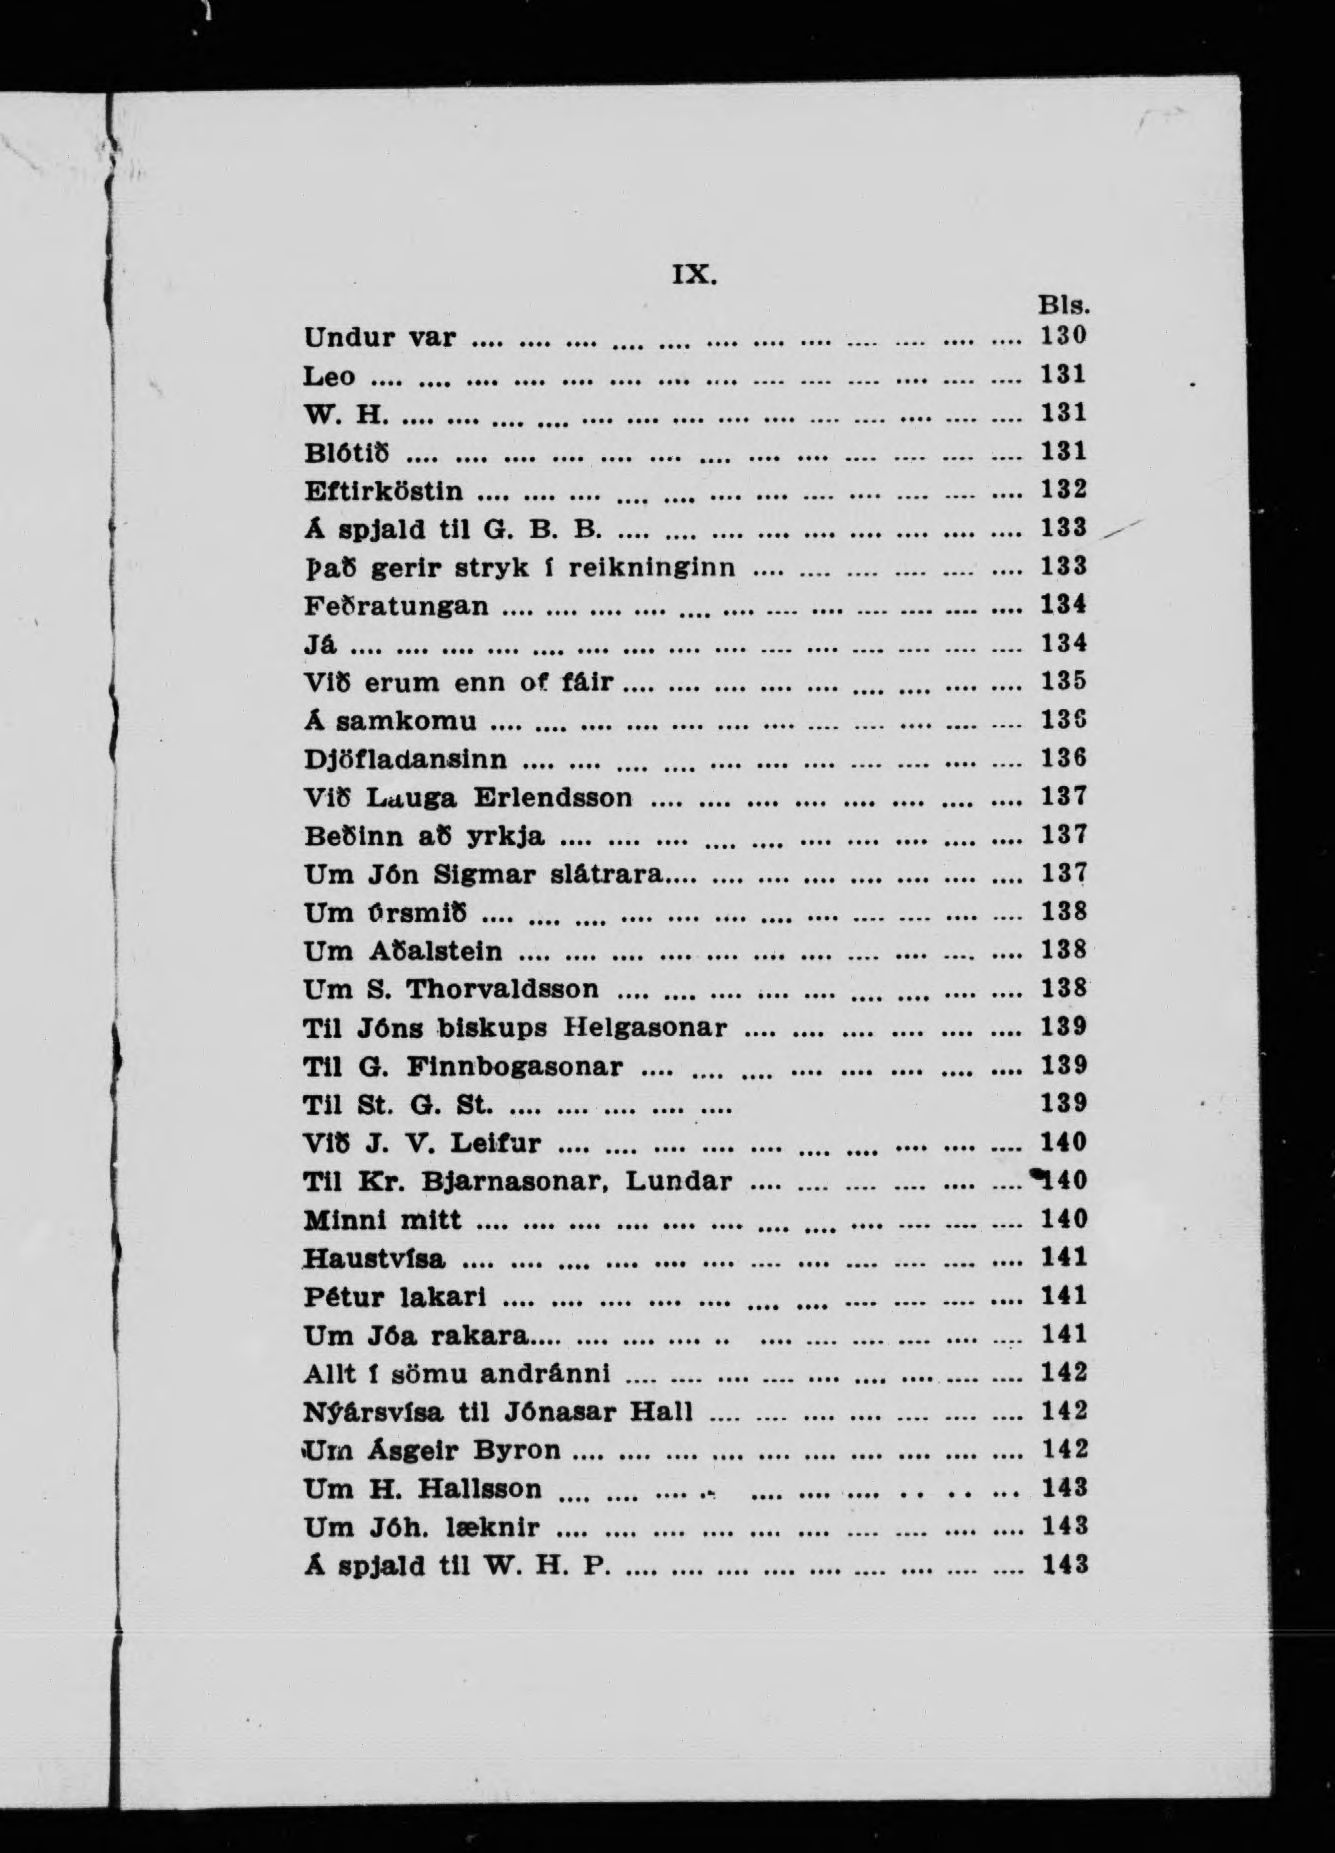 IX.
Bls.
Undur var .... .... .... .... .... .... .... .... .... .... .... .... 130
Leo .... .... .... .... .... .... .... .... .... .... .... .... .... .... 131
W. H. .... .... .... .... .... .... .... .... .... .... .... .... .... .... 131
Blótið .... .... .... .... .... .... .... .... .... .... .... .... .... 131
Eftirköstin .... .... .... .... .... .... .... .... .... .... .... .... 132
Á spjald til G. B. B. .... .... .... .... .... .... .... .... .... 133
Það gerir stryk í reikninginn .... .... .... .... .... .... 133
Feðratungan .... .... .... .... .... .... .... .... .... .... .... .... 134
Já .... .... .... .... .... .... .... .... .... .... .... .... .... .... .... 134
Við erum enn of fáir .... .... .... .... .... .... .... .... .... 135
Á samkomu .... .... .... .... .... .... .... .... .... .... .... .... 136
Djöfladansinn .... .... .... .... .... .... .... .... .... .... .... 136
Við Lauga Erlendsson .... .... .... .... .... .... .... .... 137
Beðinn að yrkja .... .... .... .... .... .... .... .... .... .... 137
Um Jón Sigmar slátrara.... .... .... .... .... .... .... .... 137
Um úrsmið .... .... .... .... .... .... .... .... .... .... .... .... 138
Um Aðalstein .... .... .... .... .... .... .... .... .... .... .... 138
Um S. Thorvaldsson .... .... .... .... .... .... .... .... .... 138
Til Jóns biskups Helgasonar .... .... .... .... .... .... 139
Til G. Finnbogasonar .... .... .... .... .... .... .... .... 139
Til St. G. St. .... .... .... .... .... 139
Við J. V. Leifur .... .... .... .... .... .... .... .... .... .... 140
Til Kr. Bjarnasonar, Lundar .... .... .... .... .... .... 140
Minni mitt .... .... .... .... .... .... .... .... .... .... .... .... 140
Haustvísa .... .... .... .... .... .... .... .... .... .... .... .... 141
Pétur lakari .... .... .... .... .... .... .... .... .... .... .... 141
Um Jóa rakara.... .... .... .... .. .... .... .... .... .... .... 141
Allt í sömu andránni .... .... .... .... .... .... .... .... .... 142
Nýársvísa til Jónasar Hall .... .... .... .... .... .... .... 142
Um Ásgeir Byron .... .... .... .... .... .... .... .... .... .... 142
Um H. Hallsson .... .... .... .. .... .... .... . . . . ... 143
Um Jóh. læknir .... .... .... .... .... .... .... .... .... .... 143
Á spjald til W. H. P. .... .... .... .... .... .... .... .... .... 143